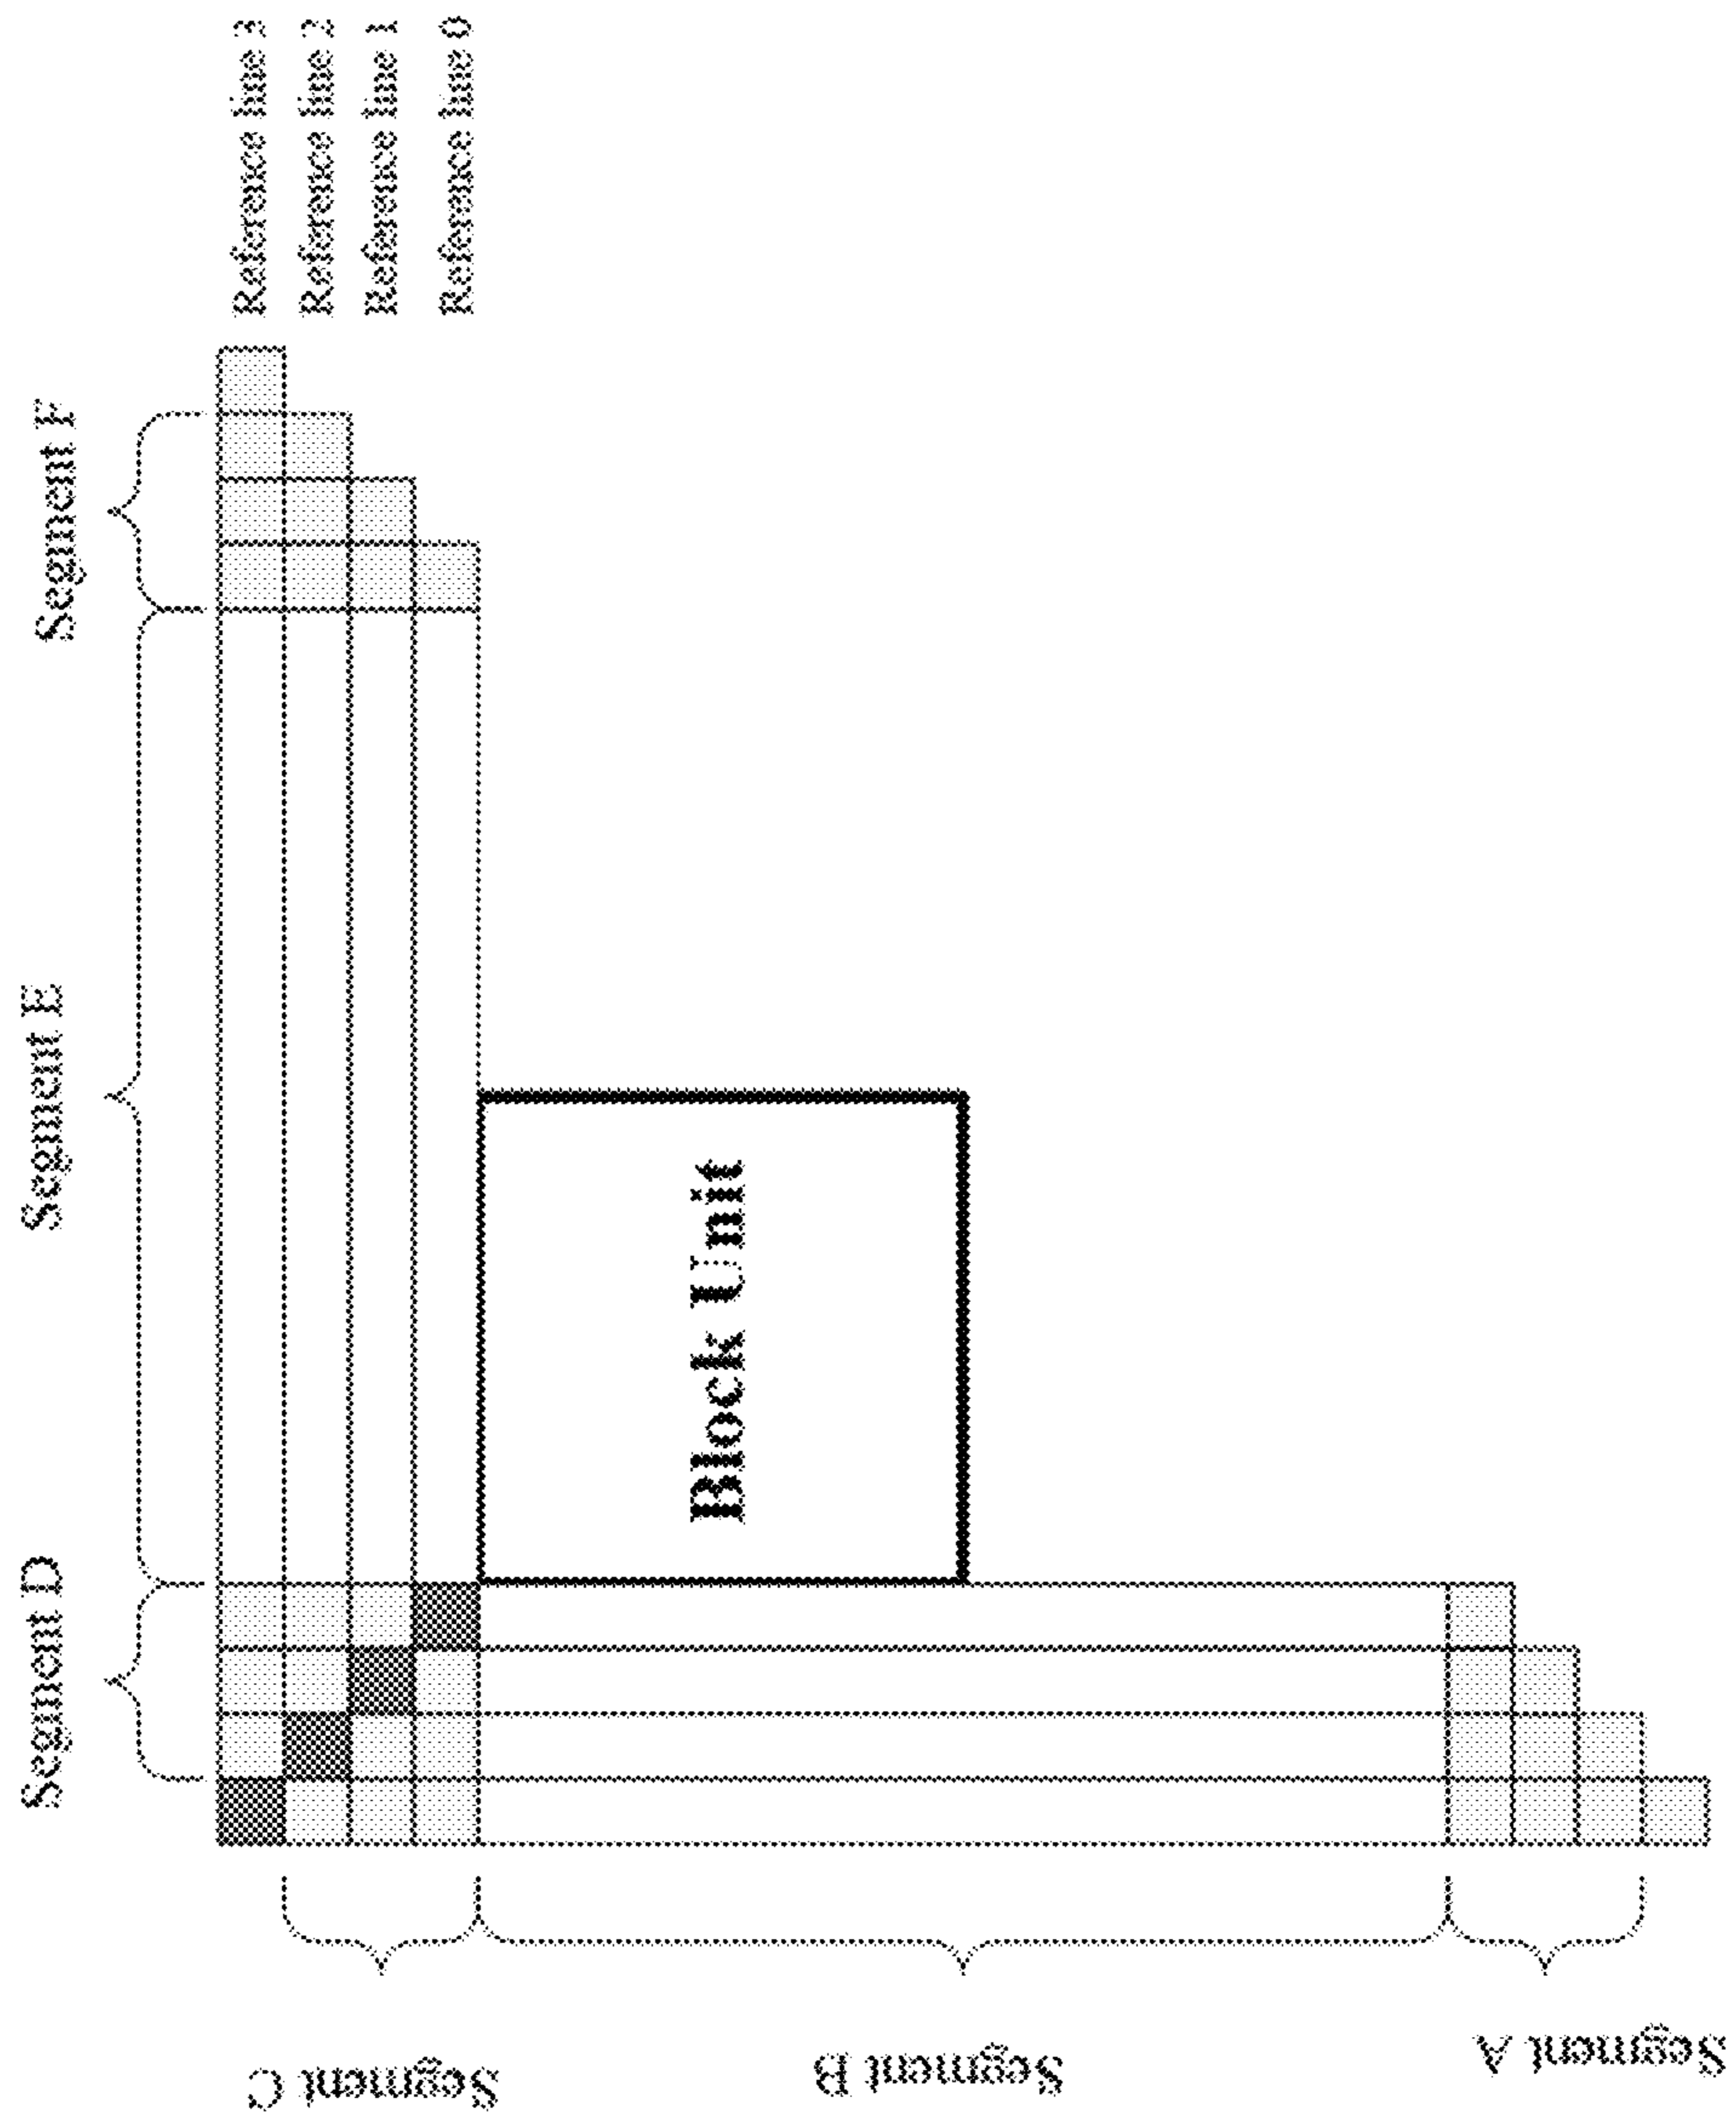 Segment D
Segment E
Segment F
Reference line 3
Reference line 2
Reference line 1
Reference line 0
Block Unit
Segment C
Segment B
Segment A